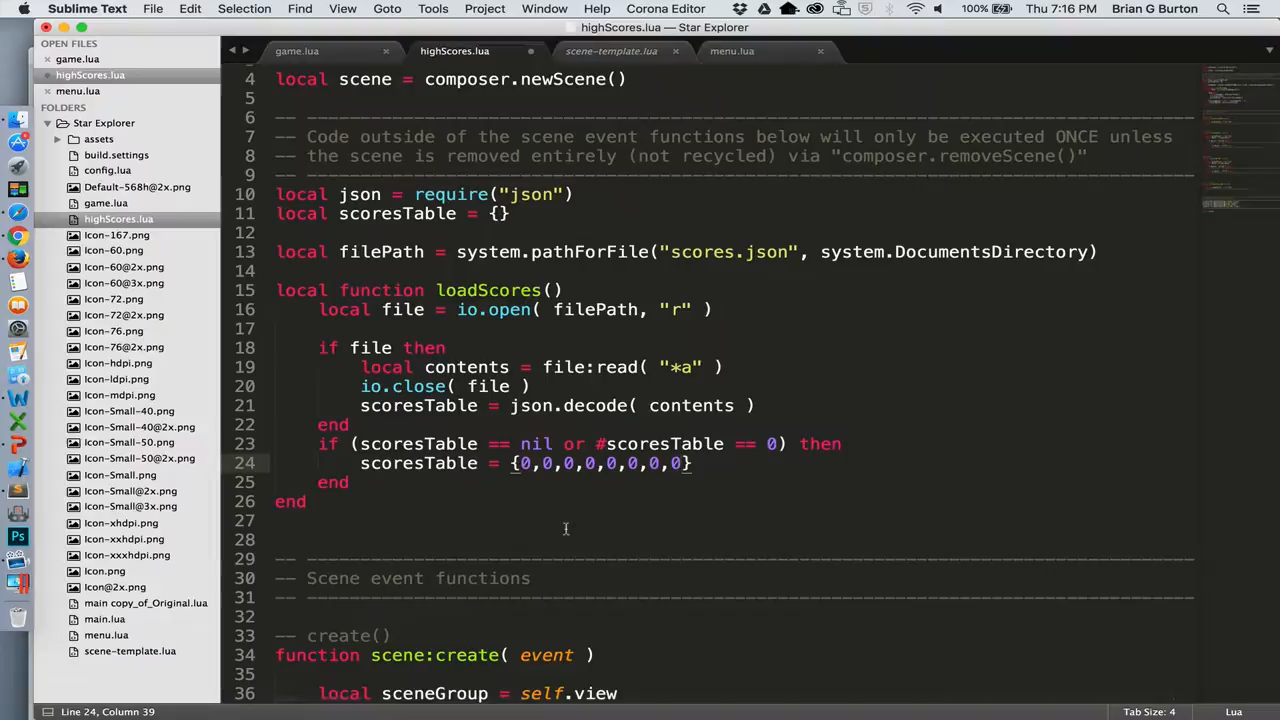 Sublime Text File Edit Selection Find View Goto Tools Project Window Help Corona Editor 100% Thu 7:16 PM Brian G Burton
highScores.lua — Star Explorer
OPEN FILES
game.lua
highScores.lua
menu.lua
FOLDERS
Star Explorer
assets
build.settings
config.lua
Default-568h@2x.png
game.lua
highScores.lua
Icon-167.png
Icon-60.png
Icon-60@2x.png
Icon-60@3x.png
Icon-72.png
Icon-72@2x.png
Icon-76.png
Icon-76@2x.png
Icon-hdpi.png
Icon-ldpi.png
Icon-mdpi.png
Icon-Small-40.png
Icon-Small-40@2x.png
Icon-Small-50.png
Icon-Small-50@2x.png
Icon-Small.png
Icon-Small@2x.png
Icon-Small@3x.png
Icon-xhdpi.png
Icon-xxhdpi.png
Icon-xxxhdpi.png
Icon.png
Icon@2x.png
main copy_of_Original.lua
main.lua
menu.lua
scene-template.lua
game.lua highScores.lua scene-template.lua menu.lua
4 local scene = composer.newScene()
5
6 -- -----------------------------------------------------------------------------------
7 -- Code outside of the scene event functions below will only be executed ONCE unless
8 -- the scene is removed entirely (not recycled) via "composer.removeScene()"
9 -- -----------------------------------------------------------------------------------
10 local json = require("json")
11 local scoresTable = {}
12
13 local filePath = system.pathForFile("scores.json", system.DocumentsDirectory)
14
15 local function loadScores()
16 local file = io.open( filePath, "r" )
17
18 if file then
19 local contents = file:read( "*a" )
20 io.close( file )
21 scoresTable = json.decode( contents )
22 end
23 if (scoresTable == nil or #scoresTable == 0) then
24 scoresTable = {0,0,0,0,0,0,0,0}
25 end
26 end
27
28
29 -- -----------------------------------------------------------------------------------
30 -- Scene event functions
31 -- -----------------------------------------------------------------------------------
32
33 -- create()
34 function scene:create( event )
35
36 local sceneGroup = self.view
Line 24, Column 39 Tab Size: 4 Lua